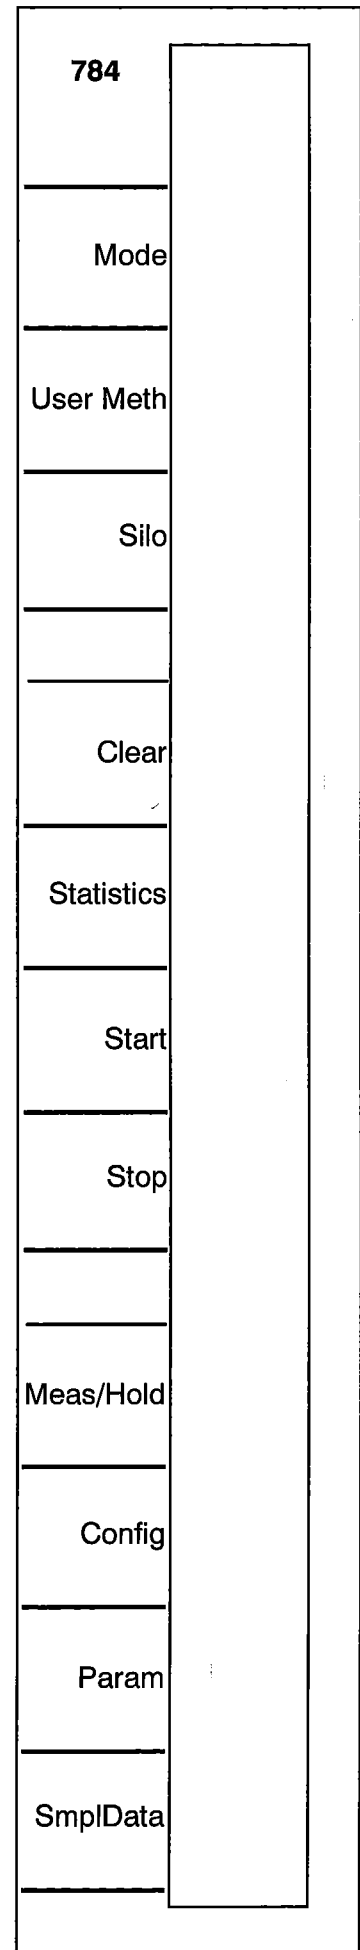 784
Mode
User Meth
Silo
Clear
Statistics
Start
Stop
Meas/Hold
Config
Param
SmplData